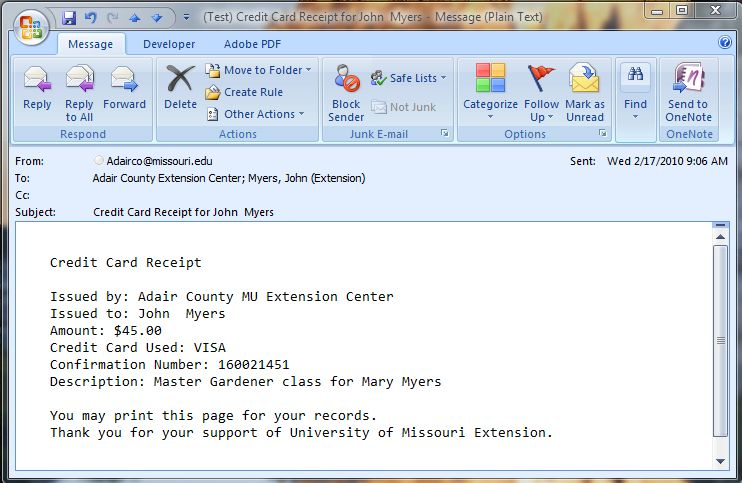 (Test) Credit Card Receipt for John  Myers - Message (Plain Text)
Message Developer Adobe PDF
Reply
Reply to All
Forward
Respond
Delete
Move to Folder
Create Rule
Other Actions
Actions
Block Sender
Safe Lists
Not Junk
Junk E-mail
Categorize
Follow Up
Mark as Unread
Options
Find
Send to OneNote
OneNote
From: Adairco@missouri.edu Sent: Wed 2/17/2010 9:06 AM
To: Adair County Extension Center; Myers, John (Extension)
Cc:
Subject: Credit Card Receipt for John  Myers
Credit Card Receipt
Issued by: Adair County MU Extension Center
Issued to: John  Myers
Amount: $45.00
Credit Card Used: VISA
Confirmation Number: 160021451
Description: Master Gardener class for Mary Myers
You may print this page for your records.
Thank you for your support of University of Missouri Extension.